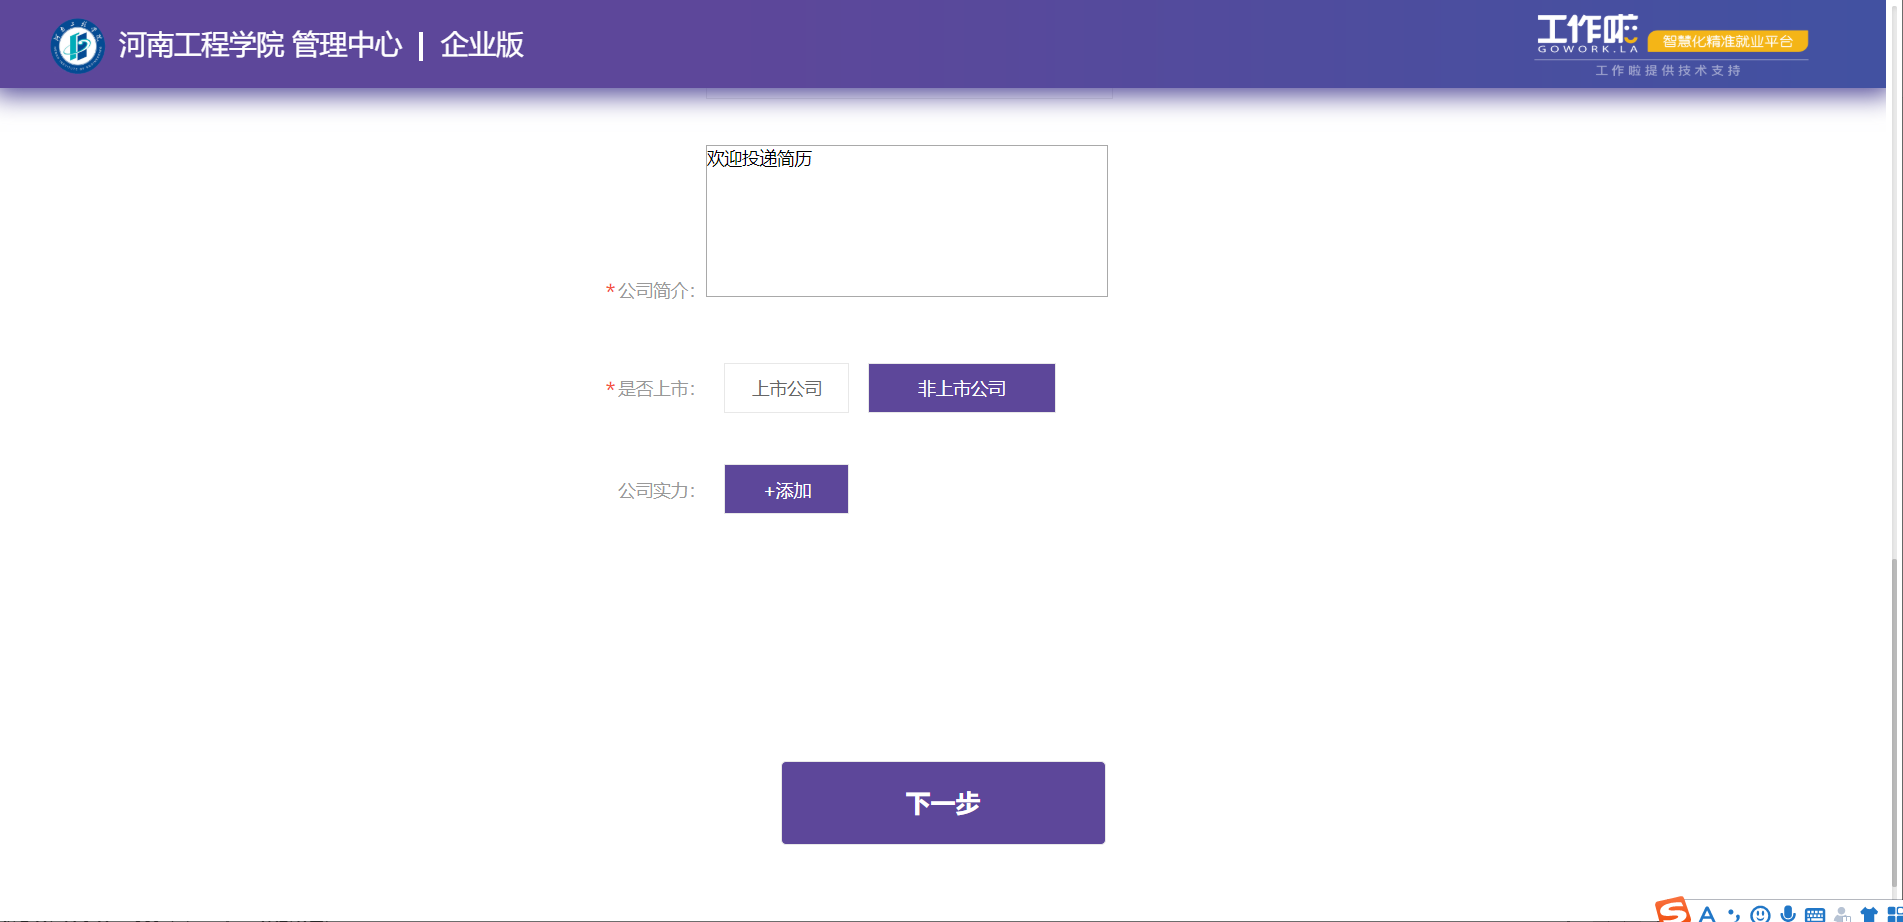 河南工程学院 管理中心 | 企业版
工作啦
GOWORK.LA
智慧化精准就业平台
工作啦提供技术支持
欢迎投递简历
*公司简介：
*是否上市： 上市公司 非上市公司
公司实力： +添加
下一步